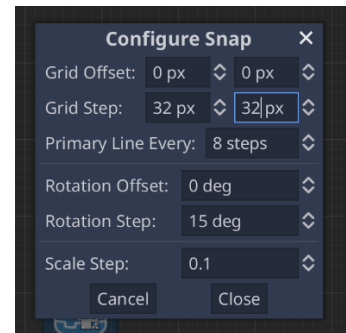 Configure Snap
Grid Offset: 0 px 0 px
Grid Step: 32 px 32 px
Primary Line Every: 8 steps
Rotation Offset: 0 deg
Rotation Step: 15 deg
Scale Step: 0.1
Cancel Close